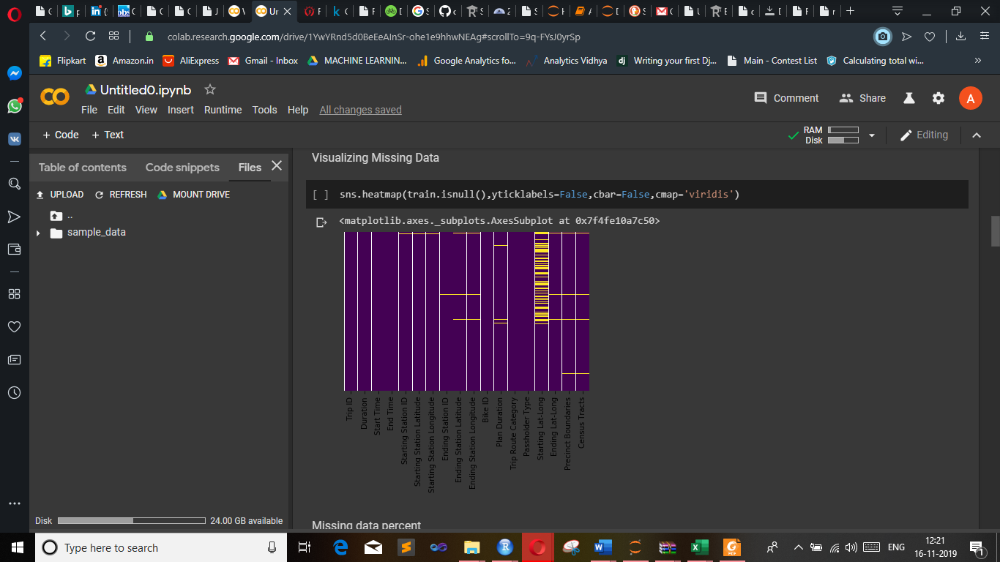 colab.research.google.com/drive/1YwYRnd5d0BeEeAInSr-ohe1e9hhwNEAg#scrollTo=9q-FYsJ0yrSp
Flipkart Amazon.in AliExpress Gmail - Inbox MACHINE LEARNIN... Google Analytics fo... Analytics Vidhya Writing your first Dj... Main - Contest List Calculating total wi... »
Untitled0.ipynb
Comment Share A
File Edit View Insert Runtime Tools Help All changes saved
+ Code + Text
RAM
Disk
Editing
Table of contents Code snippets Files
UPLOAD REFRESH MOUNT DRIVE
..
sample_data
Visualizing Missing Data
[ ] sns.heatmap(train.isnull(),yticklabels=False,cbar=False,cmap='viridis')
<matplotlib.axes._subplots.AxesSubplot at 0x7f4fe10a7c50>
Trip ID
Duration
Start Time
End Time
Starting Station ID
Starting Station Latitude
Starting Station Longitude
Ending Station ID
Ending Station Latitude
Ending Station Longitude
Bike ID
Plan Duration
Trip Route Category
Passholder Type
Starting Lat-Long
Ending Lat-Long
Precinct Boundaries
Census Tracts
Missing data percent
Disk 24.00 GB available
Type here to search
ENG
12:21
16-11-2019